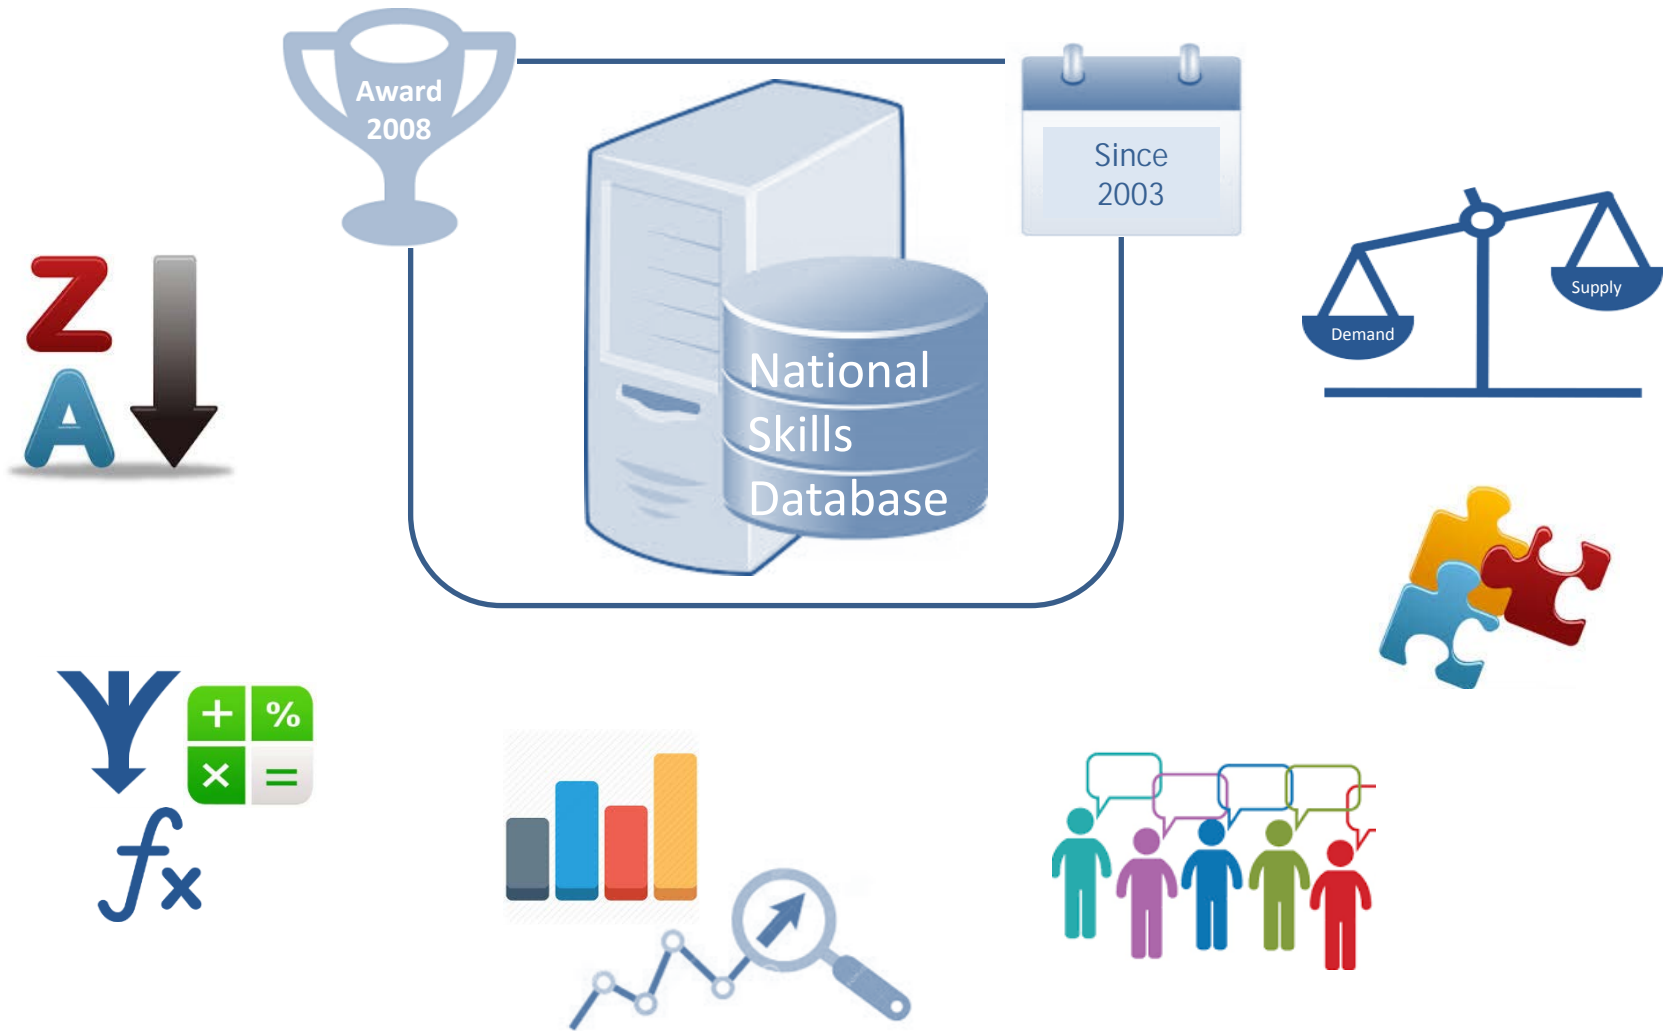 Award
2008
Since
2003
Supply
Demand
National
Skills
Database
Z
A
+ %
× =
fx